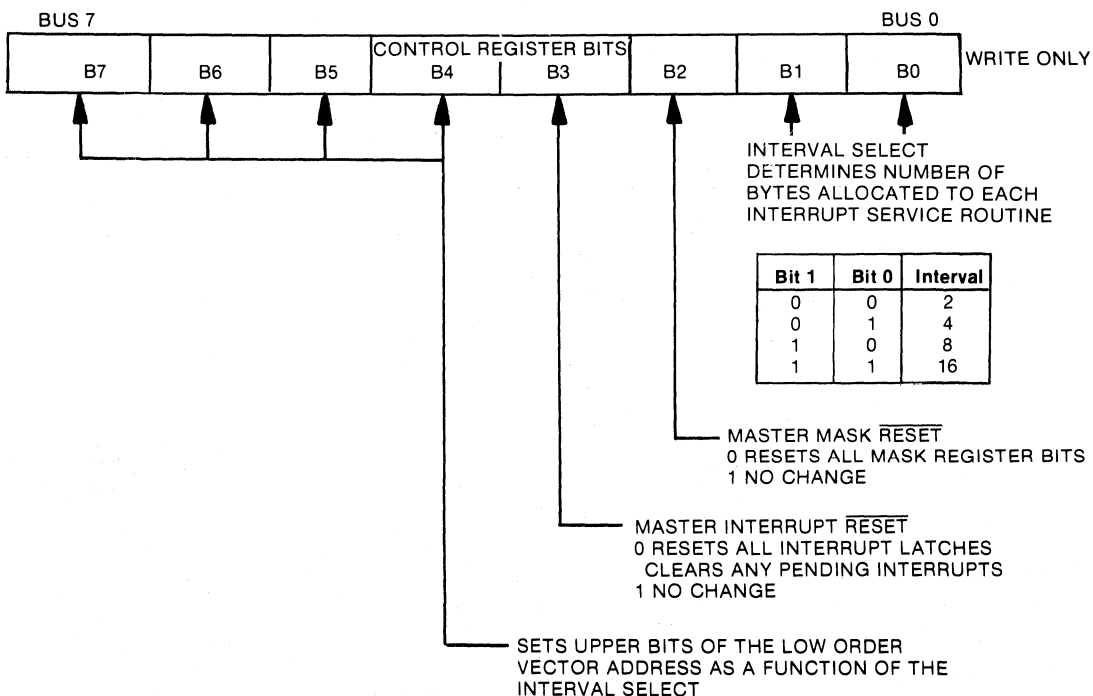 BUS 7 BUS 0
CONTROL REGISTER BITS
B7 B6 B5 B4 B3 B2 B1 B0
WRITE ONLY
INTERVAL SELECT
DETERMINES NUMBER OF
BYTES ALLOCATED TO EACH
INTERRUPT SERVICE ROUTINE
Bit 1 Bit 0 Interval
0 0 2
0 1 4
1 0 8
1 1 16
MASTER MASK RESET
0 RESETS ALL MASK REGISTER BITS
1 NO CHANGE
MASTER INTERRUPT RESET
0 RESETS ALL INTERRUPT LATCHES
CLEARS ANY PENDING INTERRUPTS
1 NO CHANGE
SETS UPPER BITS OF THE LOW ORDER
VECTOR ADDRESS AS A FUNCTION OF THE
INTERVAL SELECT